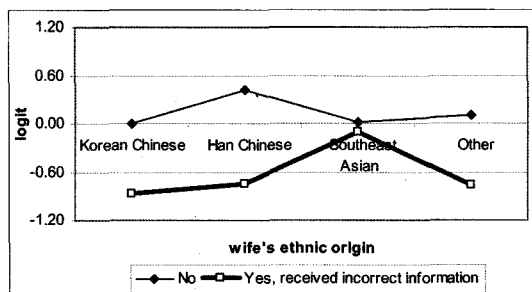 1.20
0.60
logit
0.00
Korean Chinese Han Chinese Southeast Other
Asian
-0.60
-1.20
wife's ethnic origin
No Yes, received incorrect information